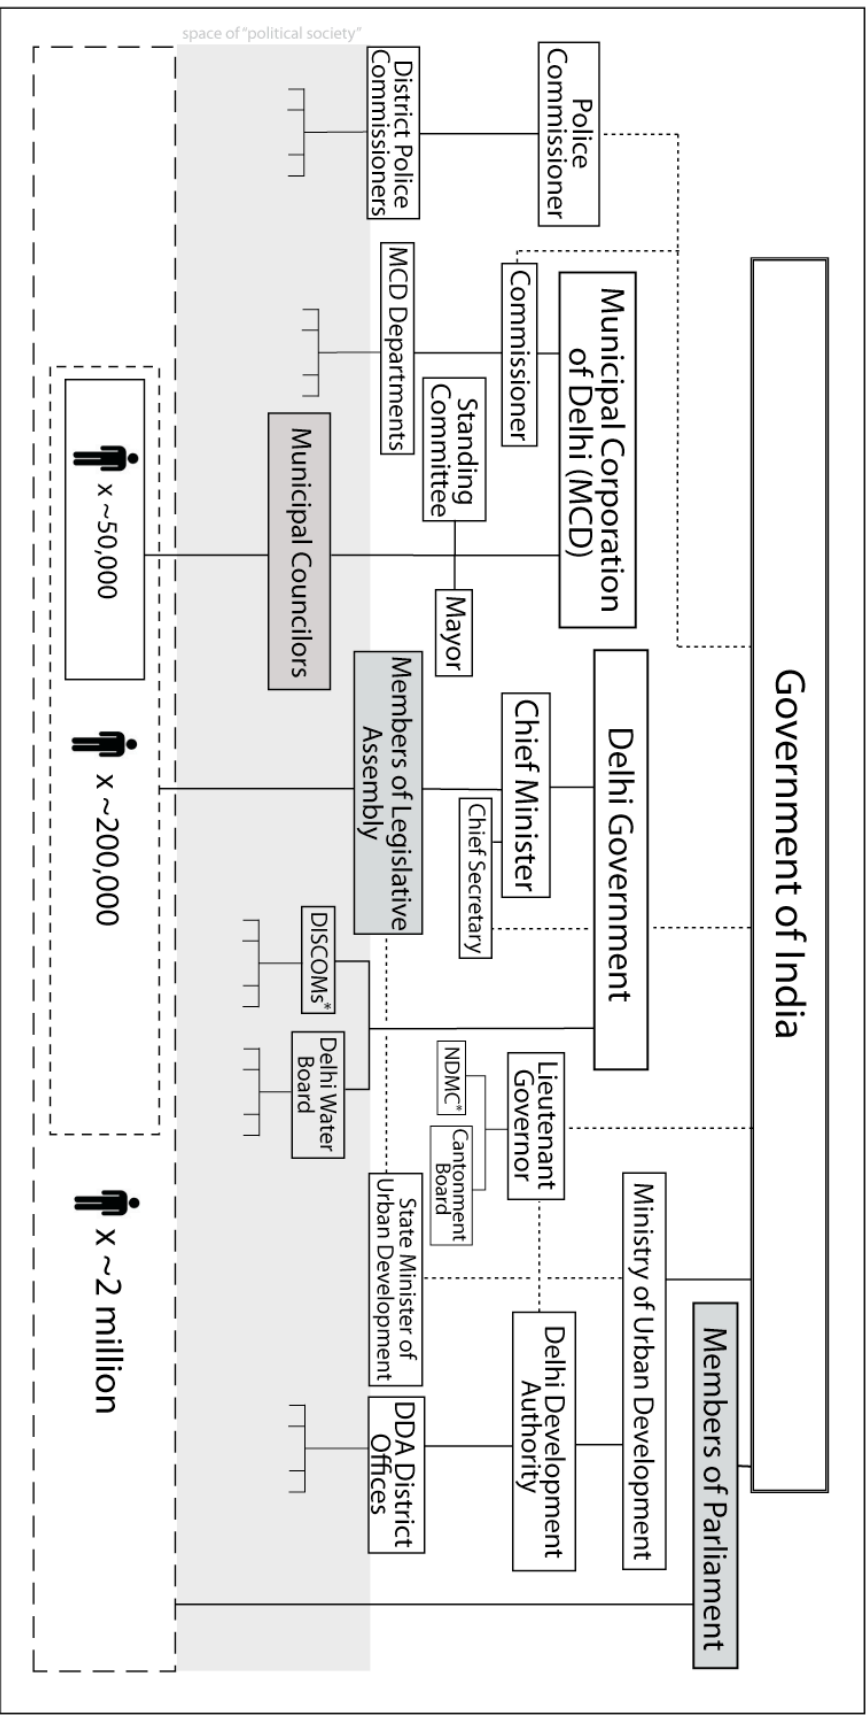 space of "political society"
Government of India
Members of Parliament
Police
Commissioner
Municipal Corporation
of Delhi (MCD)
Delhi Government
Ministry of Urban Development
Commissioner
Chief Minister
Lieutenant
Governor
Delhi Development
Authority
Standing
Committee
Mayor
Chief Secretary
NDMC*
Cantonment
Board
District Police
Commissioners
MCD Departments
Members of Legislative
Assembly
State Minister of
Urban Development
DDA District
Offices
Municipal Councilors
DISCOMs*
Delhi Water
Board
x ~50,000
x ~200,000
x ~2 million